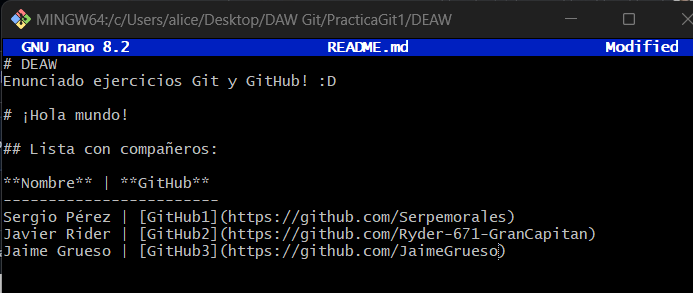 MINGW64:/c/Users/alice/Desktop/DAW Git/PracticaGit1/DEAW
GNU nano 8.2 README.md Modified
# DEAW
Enunciado ejercicios Git y GitHub! :D
# ¡Hola mundo!
## Lista con compañeros:
**Nombre** | **GitHub**
------------------------
Sergio Pérez | [GitHub1](https://github.com/Serpemorales)
Javier Rider | [GitHub2](https://github.com/Ryder-671-GranCapitan)
Jaime Grueso | [GitHub3](https://github.com/JaimeGrueso)